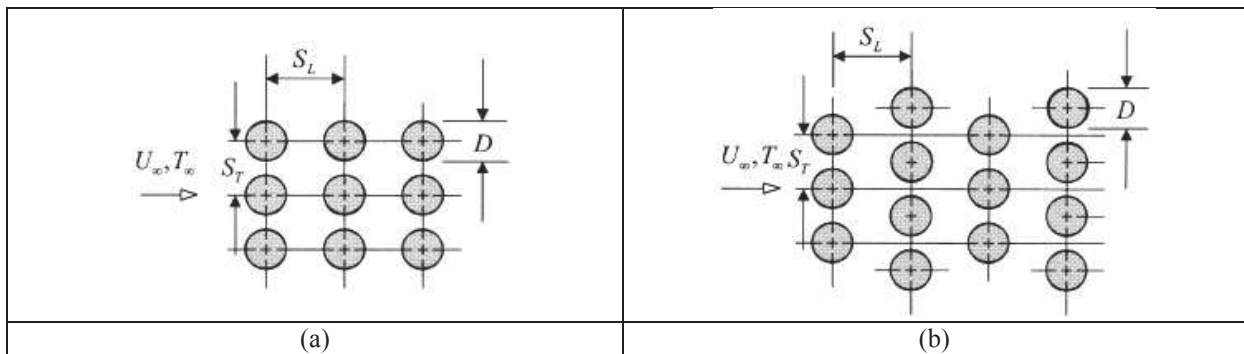 S_L
D
U_∞, T_∞
S_T
S_L
D
U_∞, T_∞ S_T
(a)
(b)